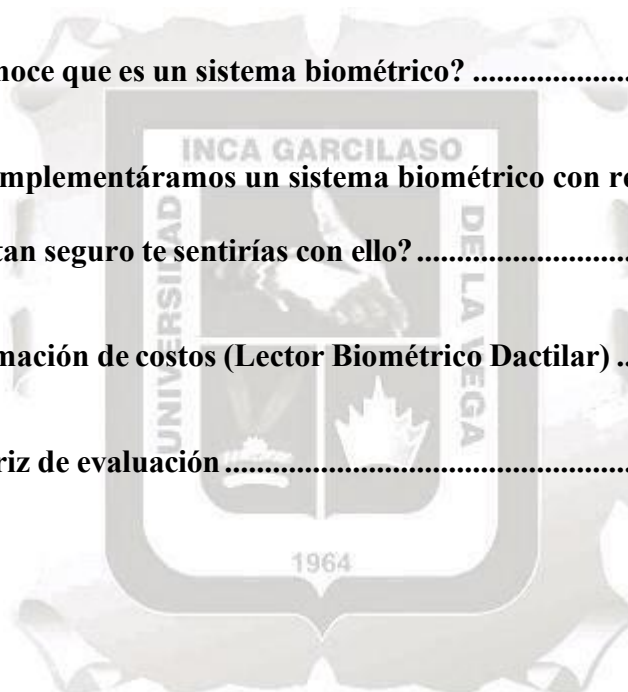 noce que es un sistema biométrico? .....................
INCA GARCILASO
mplementáramos un sistema biométrico con re
tan seguro te sentirías con ello? ...........................
UNIVERSIDAD
DE LA VEGA
mación de costos (Lector Biométrico Dactilar) ..
riz de evaluación ...................................................
1964